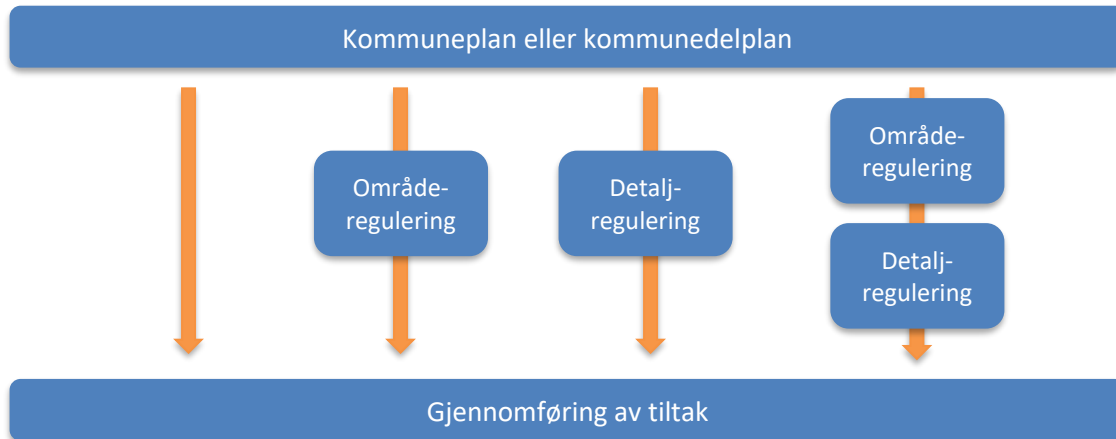 Kommuneplan eller kommunedelplan
Område-
regulering
Detalj-
regulering
Område-
regulering
Detalj-
regulering
Gjennomføring av tiltak